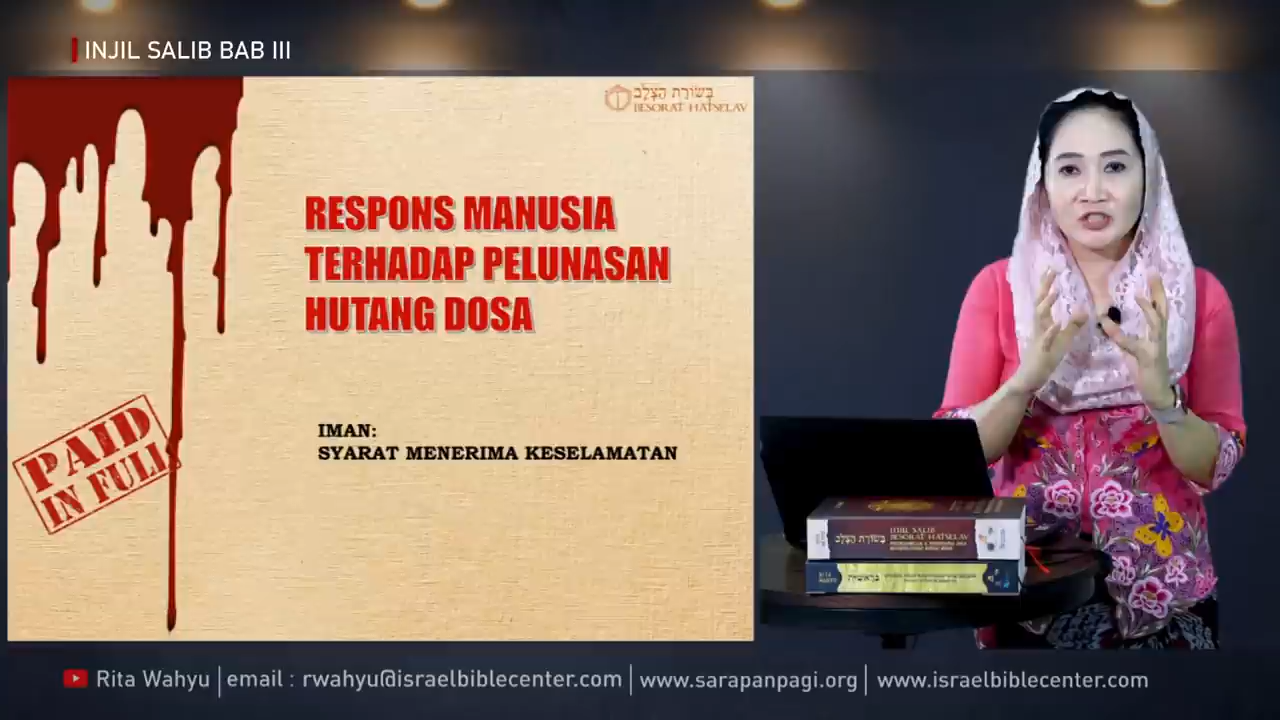 INJIL SALIB BAB III
בְּשׂוֹרַת הַצְּלָב
BESORAT HATSELAV
RESPONS MANUSIA
TERHADAP PELUNASAN
HUTANG DOSA
IMAN:
SYARAT MENERIMA KESELAMATAN
PAID
IN FULL
INJIL SALIB
BESORAT HATSELAV
Rita Wahyu | email : rwahyu@israelbiblecenter.com | www.sarapanpagi.org | www.israelbiblecenter.com